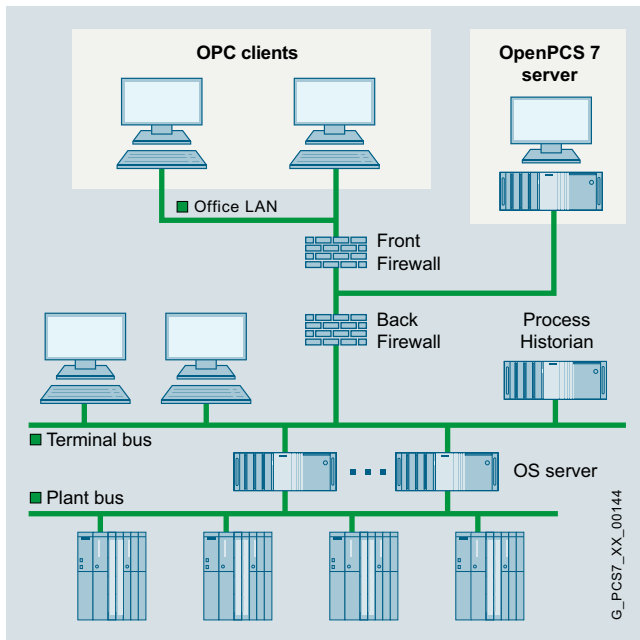 OPC clients
OpenPCS 7
server
Office LAN
Front
Firewall
Back
Firewall
Process
Historian
Terminal bus
OS server
Plant bus
G_PCS7_XX_00144